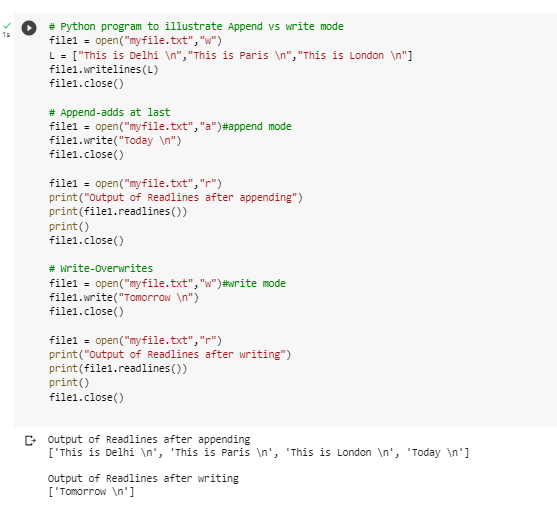 # Python program to illustrate Append vs write mode
1s
file1 = open("myfile.txt","w")
L = ["This is Delhi \n","This is Paris \n","This is London \n"]
file1.writelines(L)
file1.close()

# Append-adds at last
file1 = open("myfile.txt","a")#append mode
file1.write("Today \n")
file1.close()

file1 = open("myfile.txt","r")
print("Output of Readlines after appending")
print(file1.readlines())
print()
file1.close()

# Write-Overwrites
file1 = open("myfile.txt","w")#write mode
file1.write("Tomorrow \n")
file1.close()

file1 = open("myfile.txt","r")
print("Output of Readlines after writing")
print(file1.readlines())
print()
file1.close()

Output of Readlines after appending
['This is Delhi \n', 'This is Paris \n', 'This is London \n', 'Today \n']

Output of Readlines after writing
['Tomorrow \n']